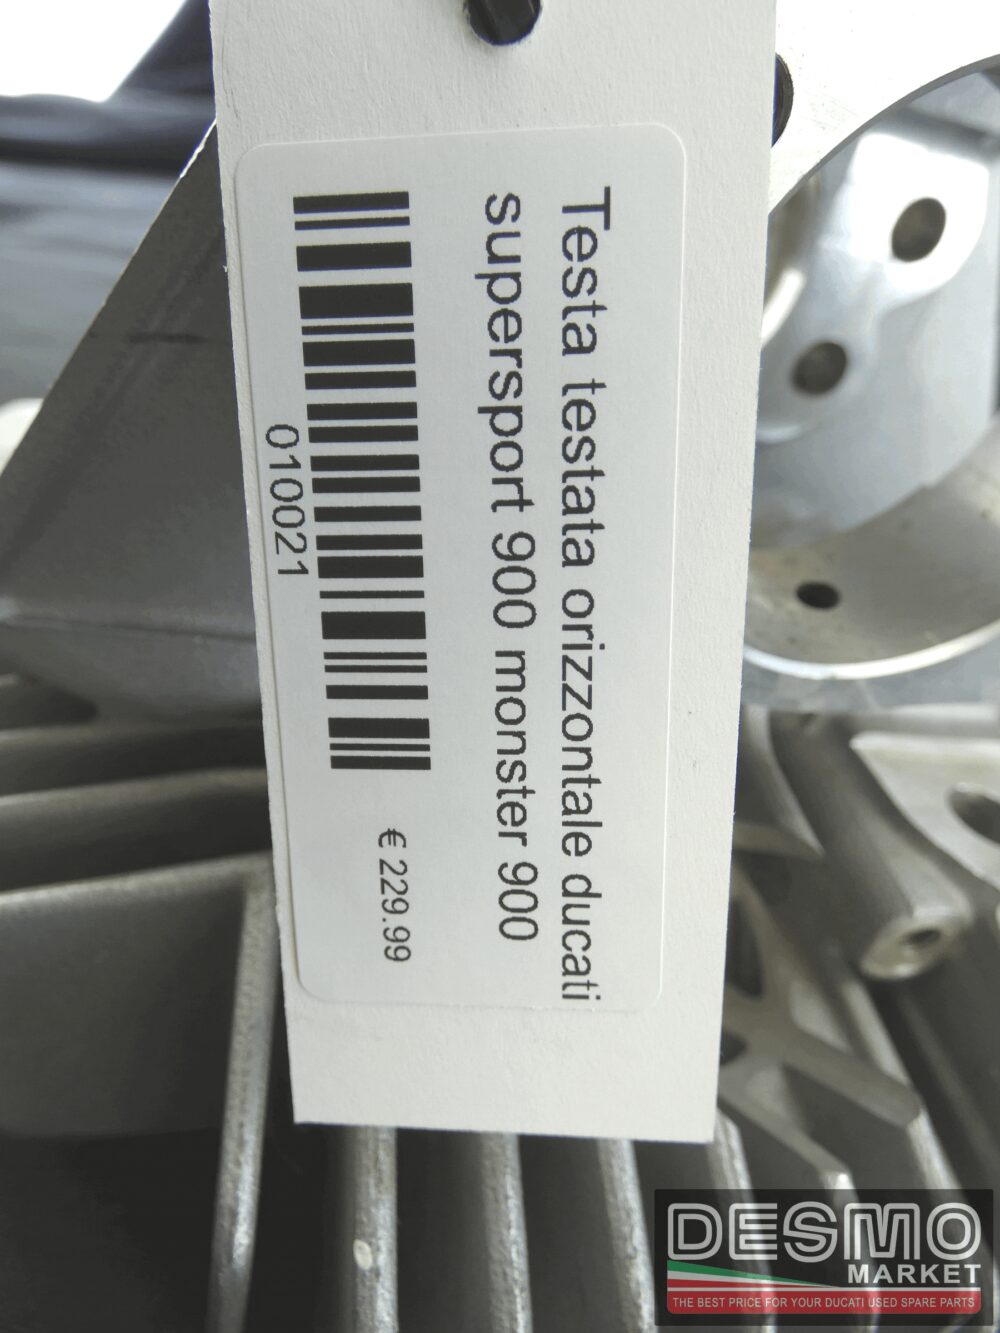 Testa testata orizzontale ducati
supersport 900 monster 900
010021
€ 229.99
DESMO
MARKET
THE BEST PRICE FOR YOUR DUCATI USED SPARE PARTS